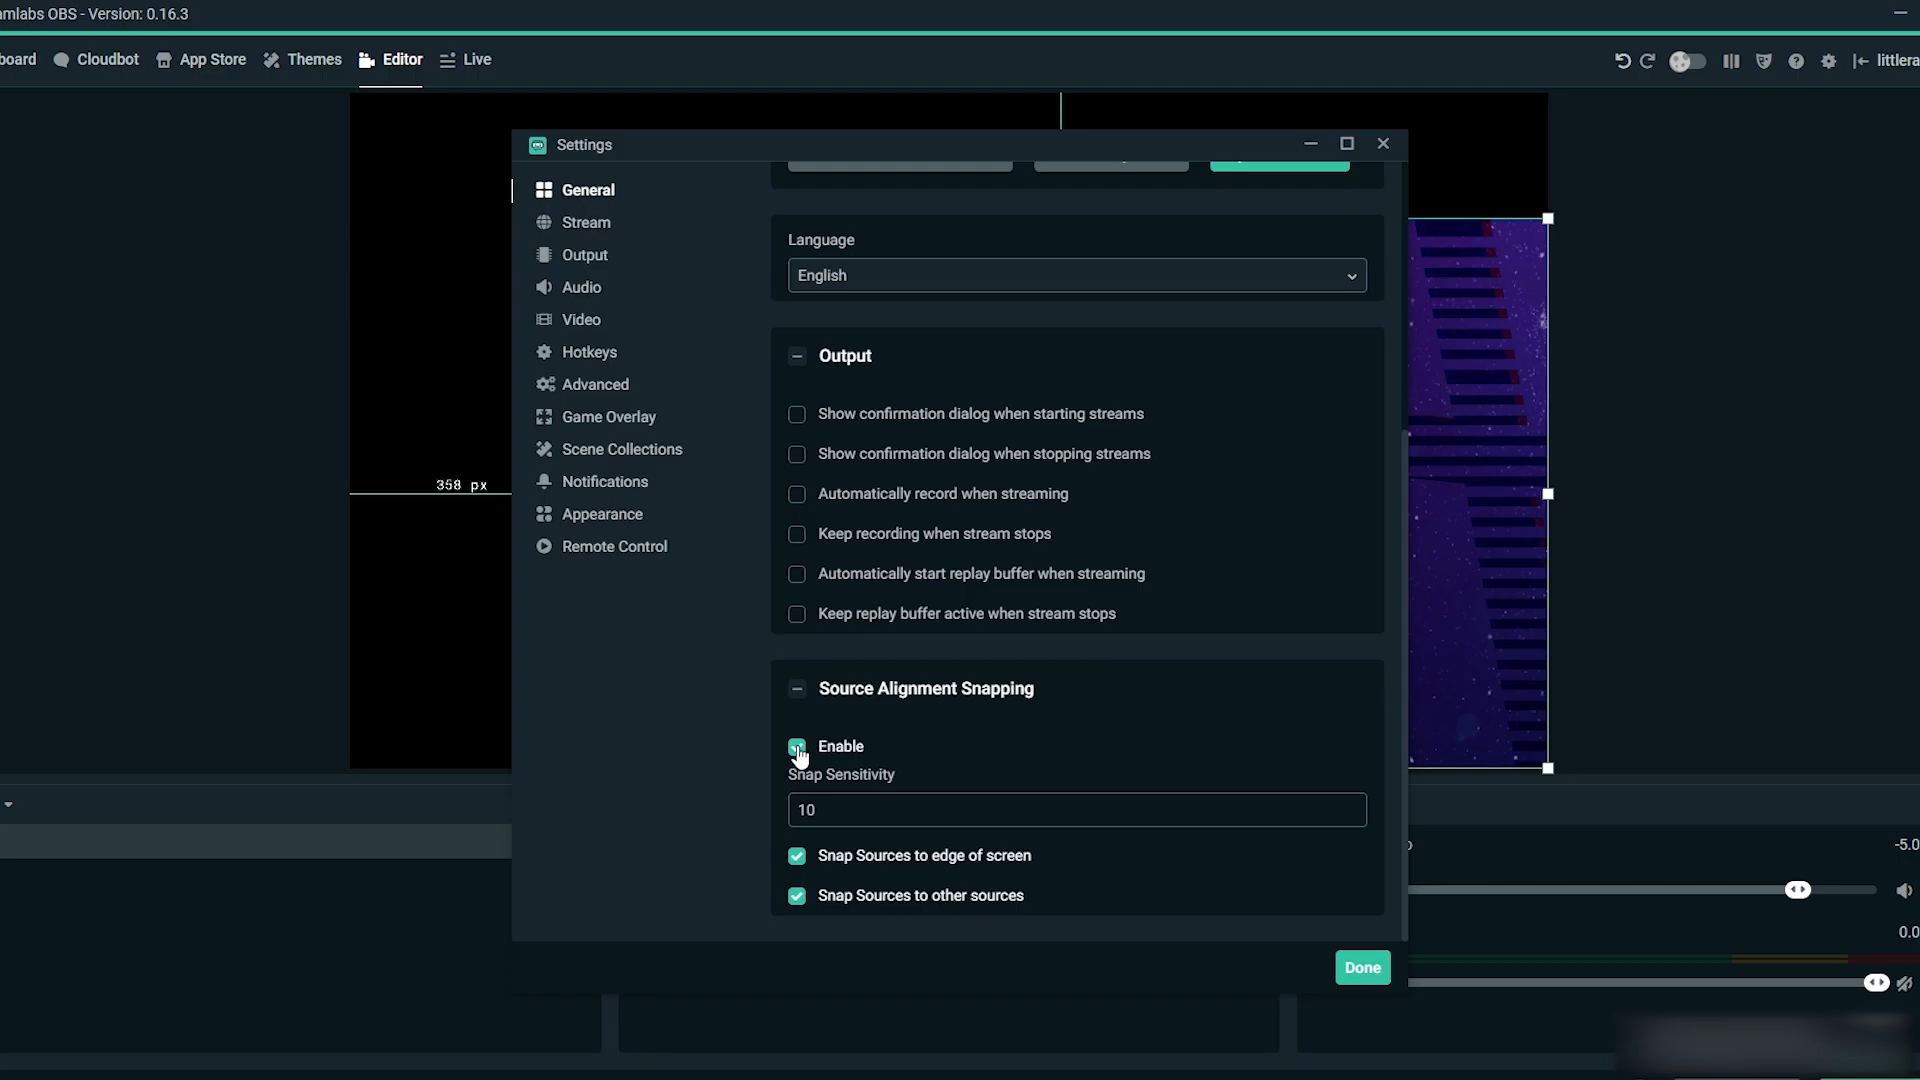 amlabs OBS - Version: 0.16.3
board Cloudbot App Store Themes Editor Live littlera
Settings
General
Stream
Output
Audio
Video
Hotkeys
Advanced
Game Overlay
Scene Collections
Notifications
Appearance
Remote Control
Language
English
Output
Show confirmation dialog when starting streams
Show confirmation dialog when stopping streams
Automatically record when streaming
Keep recording when stream stops
Automatically start replay buffer when streaming
Keep replay buffer active when stream stops
Source Alignment Snapping
Enable
Snap Sensitivity
10
Snap Sources to edge of screen
Snap Sources to other sources
Done
358 px
-5.0
0.0